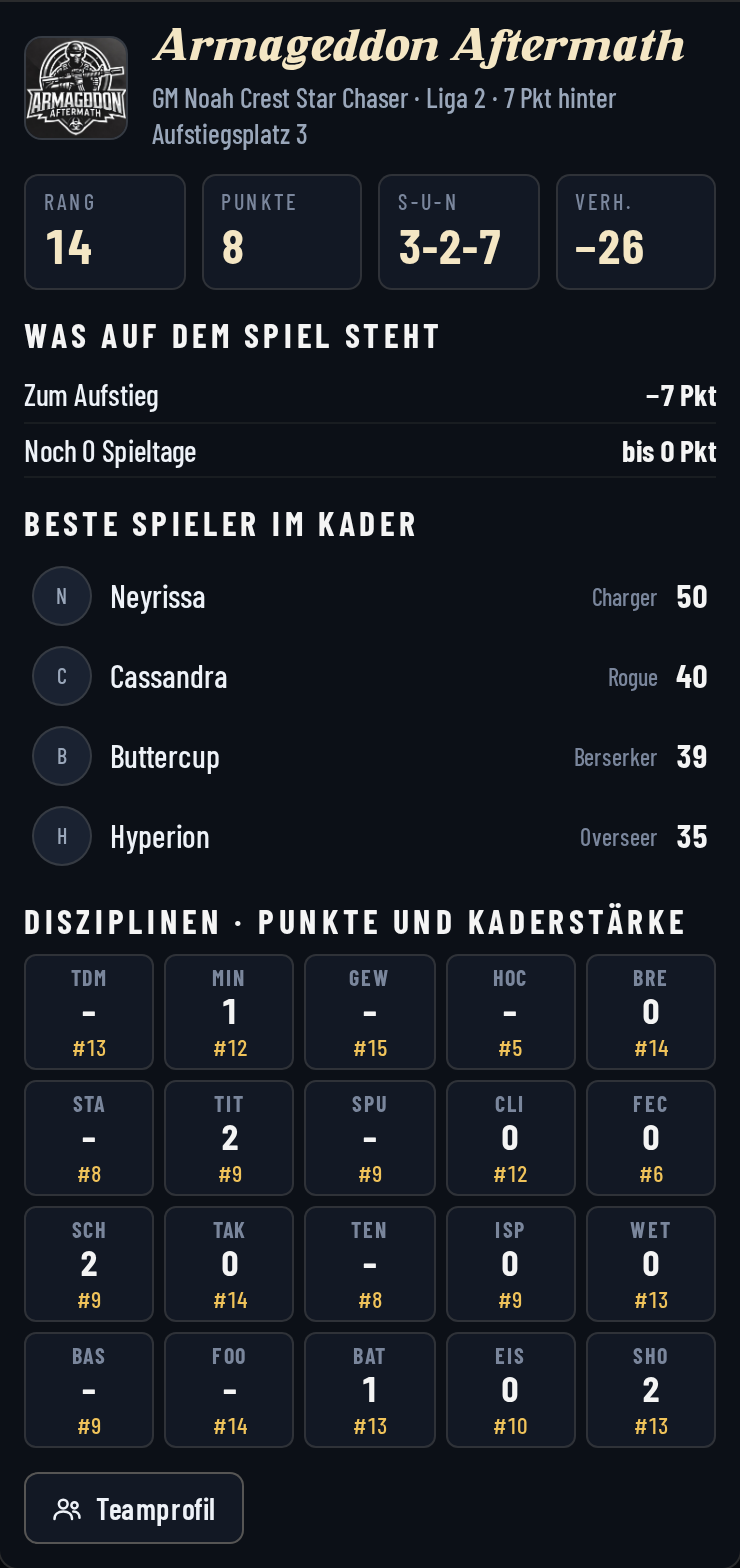 ARMAGEDDON
AFTERMATH
Armageddon Aftermath
GM Noah Crest Star Chaser · Liga 2 · 7 Pkt hinter
Aufstiegsplatz 3
RANG PUNKTE S-U-N VERH.
14 8 3-2-7 −26
WAS AUF DEM SPIEL STEHT
Zum Aufstieg −7 Pkt
Noch 0 Spieltage bis 0 Pkt
BESTE SPIELER IM KADER
N Neyrissa Charger 50
C Cassandra Rogue 40
B Buttercup Berserker 39
H Hyperion Overseer 35
DISZIPLINEN · PUNKTE UND KADERSTÄRKE
TDM MIN GEW HOC BRE
– 1 – – 0
#13 #12 #15 #5 #14
STA TIT SPU CLI FEC
– 2 – 0 0
#8 #9 #9 #12 #6
SCH TAK TEN ISP WET
2 0 – 0 0
#9 #14 #8 #9 #13
BAS FOO BAT EIS SHO
– – 1 0 2
#9 #14 #13 #10 #13
Teamprofil